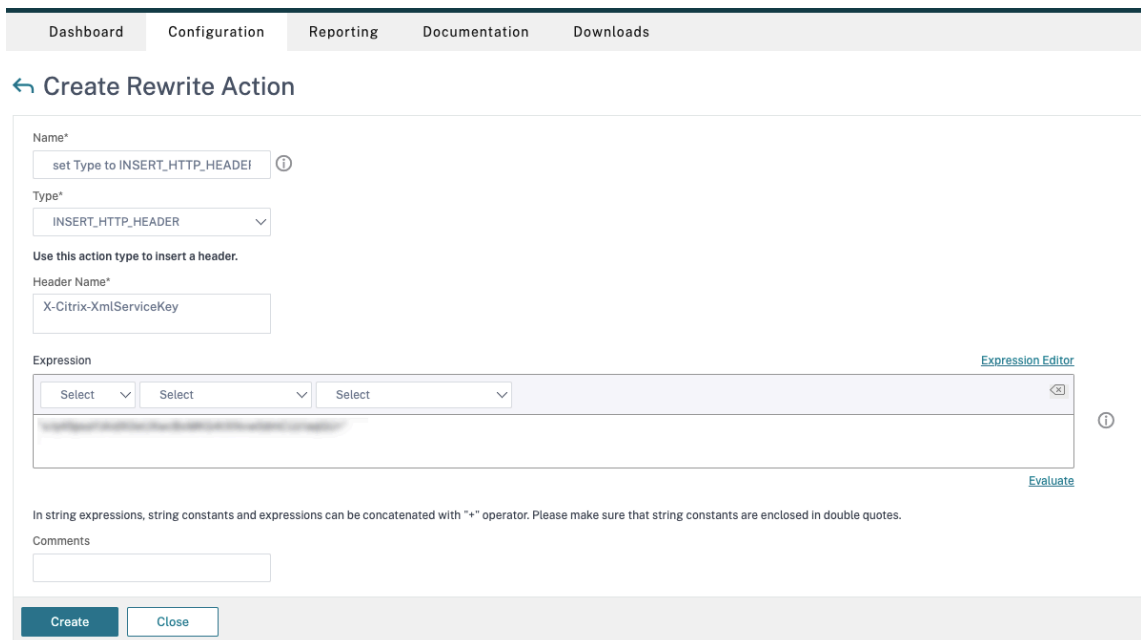 Dashboard Configuration Reporting Documentation Downloads
Create Rewrite Action
Name*
set Type to INSERT_HTTP_HEADE
Type*
INSERT_HTTP_HEADER
Use this action type to insert a header.
Header Name*
X-Citrix-XmlServiceKey
Expression Expression Editor
Select Select Select
Evaluate
In string expressions, string constants and expressions can be concatenated with "+" operator. Please make sure that string constants are enclosed in double quotes.
Comments
Create Close